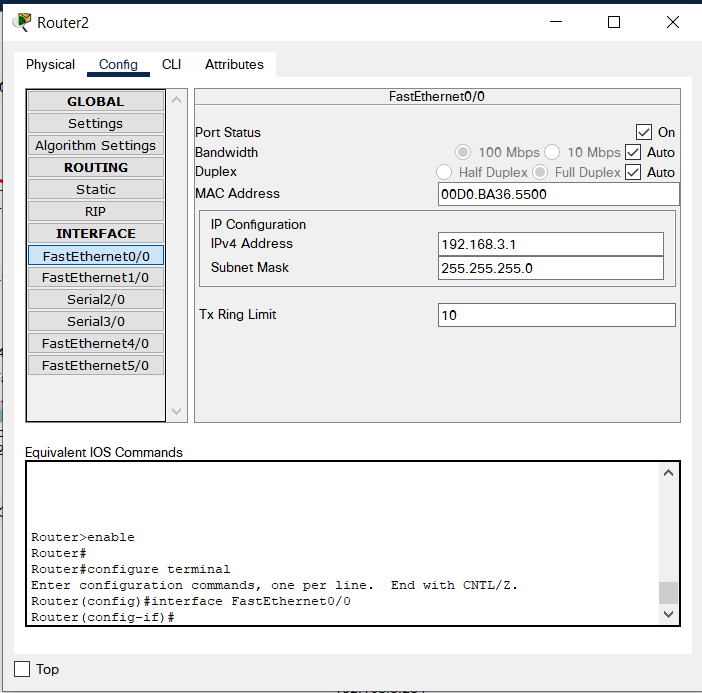 Router2
Physical Config CLI Attributes
GLOBAL
Settings
Algorithm Settings
ROUTING
Static
RIP
INTERFACE
FastEthernet0/0
FastEthernet1/0
Serial2/0
Serial3/0
FastEthernet4/0
FastEthernet5/0
FastEthernet0/0
Port Status On
Bandwidth 100 Mbps 10 Mbps Auto
Duplex Half Duplex Full Duplex Auto
MAC Address 00D0.BA36.5500
IP Configuration
IPv4 Address 192.168.3.1
Subnet Mask 255.255.255.0
Tx Ring Limit 10
Equivalent IOS Commands
Router>enable
Router#
Router#configure terminal
Enter configuration commands, one per line.  End with CNTL/Z.
Router(config)#interface FastEthernet0/0
Router(config-if)#
Top